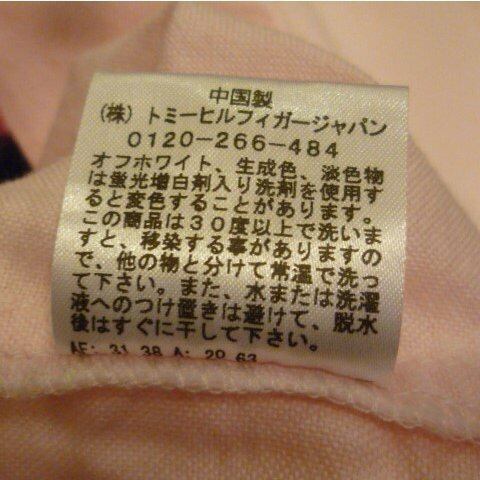 中国製
(株) トミーヒルフィガージャパン
0120-266-484
オフホワイト、生成色、淡色物
は蛍光増白剤入り洗剤を使用す
ると変色することがあります。
この商品は30度以上で洗いま
すと、移染する事がありますの
で、他の物と分けて常温で洗っ
て下さい。また、水または洗濯
液へのつけ置きは避けて、脱水
後はすぐに干して下さい。
AF: 31 38 A: 20 63